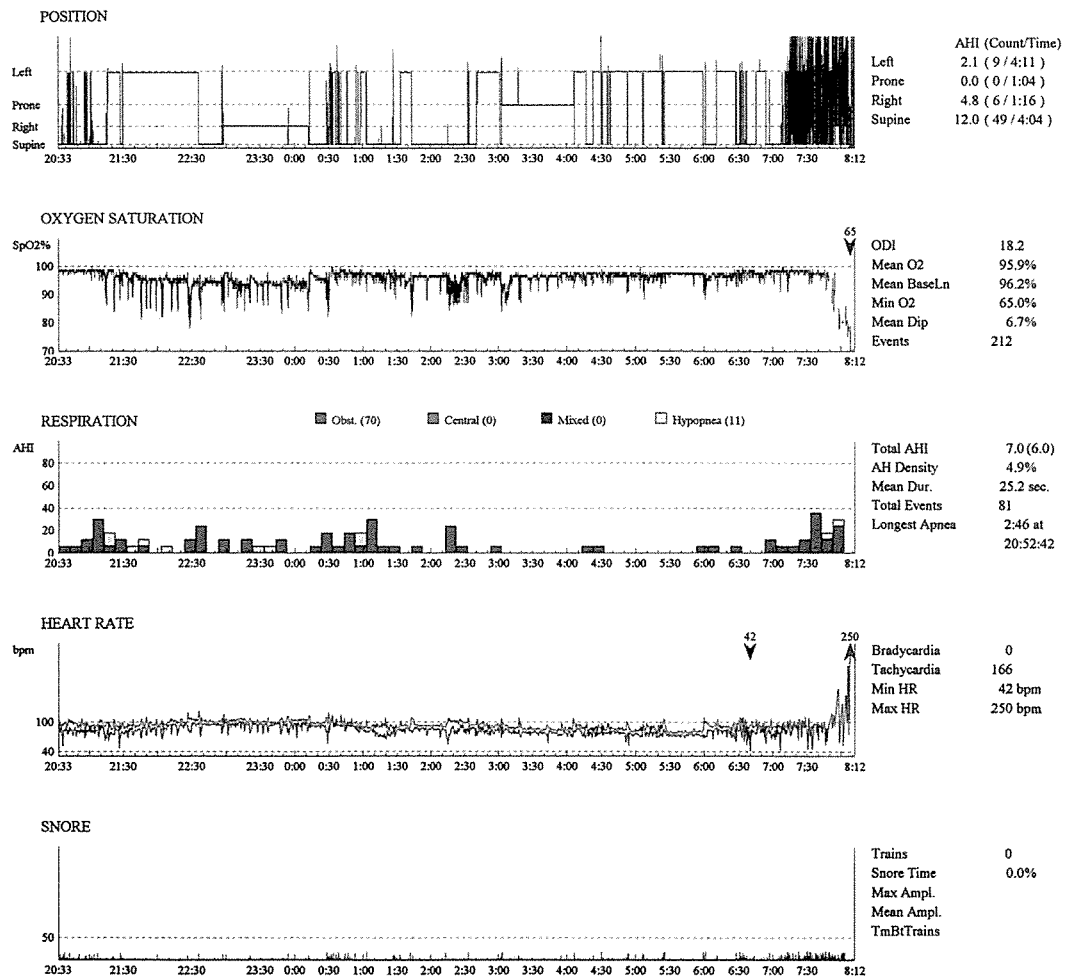 POSITION
Left
Prone
Right
Supine
20:33 21:30 22:30 23:30 0:00 0:30 1:00 1:30 2:00 2:30 3:00 3:30 4:00 4:30 5:00 5:30 6:00 6:30 7:00 7:30 8:12
AHI (Count/Time)
Left 2.1 ( 9 / 4:11 )
Prone 0.0 ( 0 / 1:04 )
Right 4.8 ( 6 / 1:16 )
Supine 12.0 ( 49 / 4:04 )
OXYGEN SATURATION
SpO2%
65
100
90
80
70
20:33 21:30 22:30 23:30 0:00 0:30 1:00 1:30 2:00 2:30 3:00 3:30 4:00 4:30 5:00 5:30 6:00 6:30 7:00 7:30 8:12
ODI 18.2
Mean O2 95.9%
Mean BaseLn 96.2%
Min O2 65.0%
Mean Dip 6.7%
Events 212
RESPIRATION
Obst. (70) Central (0) Mixed (0) Hypopnea (11)
AHI
80
60
40
20
0
20:33 21:30 22:30 23:30 0:00 0:30 1:00 1:30 2:00 2:30 3:00 3:30 4:00 4:30 5:00 5:30 6:00 6:30 7:00 7:30 8:12
Total AHI 7.0 (6.0)
AH Density 4.9%
Mean Dur. 25.2 sec.
Total Events 81
Longest Apnea 2:46 at
20:52:42
HEART RATE
bpm
42 250
100
40
20:33 21:30 22:30 23:30 0:00 0:30 1:00 1:30 2:00 2:30 3:00 3:30 4:00 4:30 5:00 5:30 6:00 6:30 7:00 7:30 8:12
Bradycardia 0
Tachycardia 166
Min HR 42 bpm
Max HR 250 bpm
SNORE
50
20:33 21:30 22:30 23:30 0:00 0:30 1:00 1:30 2:00 2:30 3:00 3:30 4:00 4:30 5:00 5:30 6:00 6:30 7:00 7:30 8:12
Trains 0
Snore Time 0.0%
Max Ampl.
Mean Ampl.
TmBtTrains